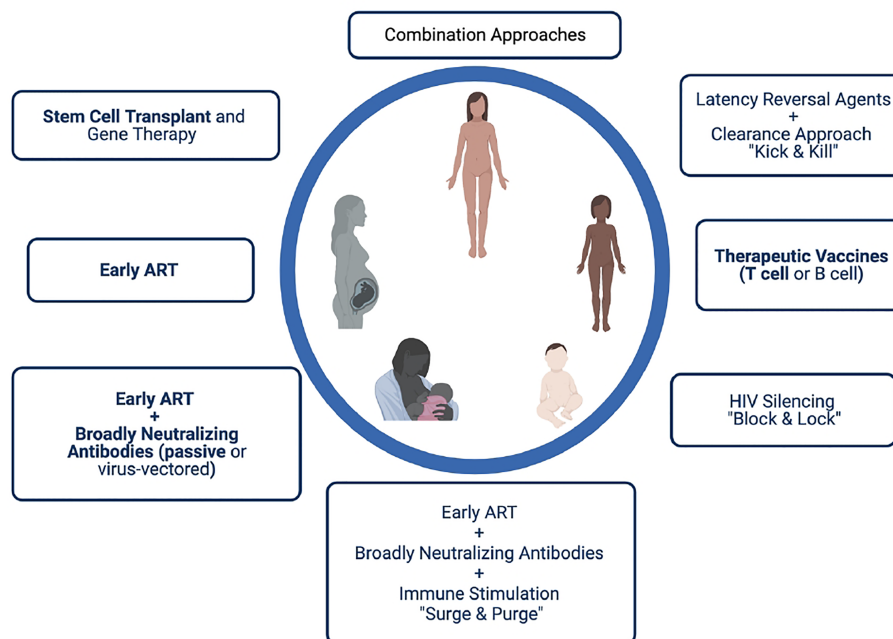 Combination Approaches
Stem Cell Transplant and
Gene Therapy
Latency Reversal Agents
+
Clearance Approach
"Kick & Kill"
Early ART
Therapeutic Vaccines
(T cell or B cell)
Early ART
+
Broadly Neutralizing
Antibodies (passive or
virus-vectored)
HIV Silencing
"Block & Lock"
Early ART
+
Broadly Neutralizing Antibodies
+
Immune Stimulation
"Surge & Purge"